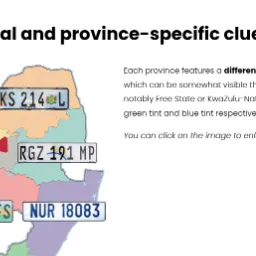 al and province-specific clue
Each province features a differen
which can be somewhat visible th
notably Free State or KwaZulu-Nat
green tint and blue tint respective
You can click on the image to enl
KS 214 L
RGZ 191 MP
FS
NUR 18083